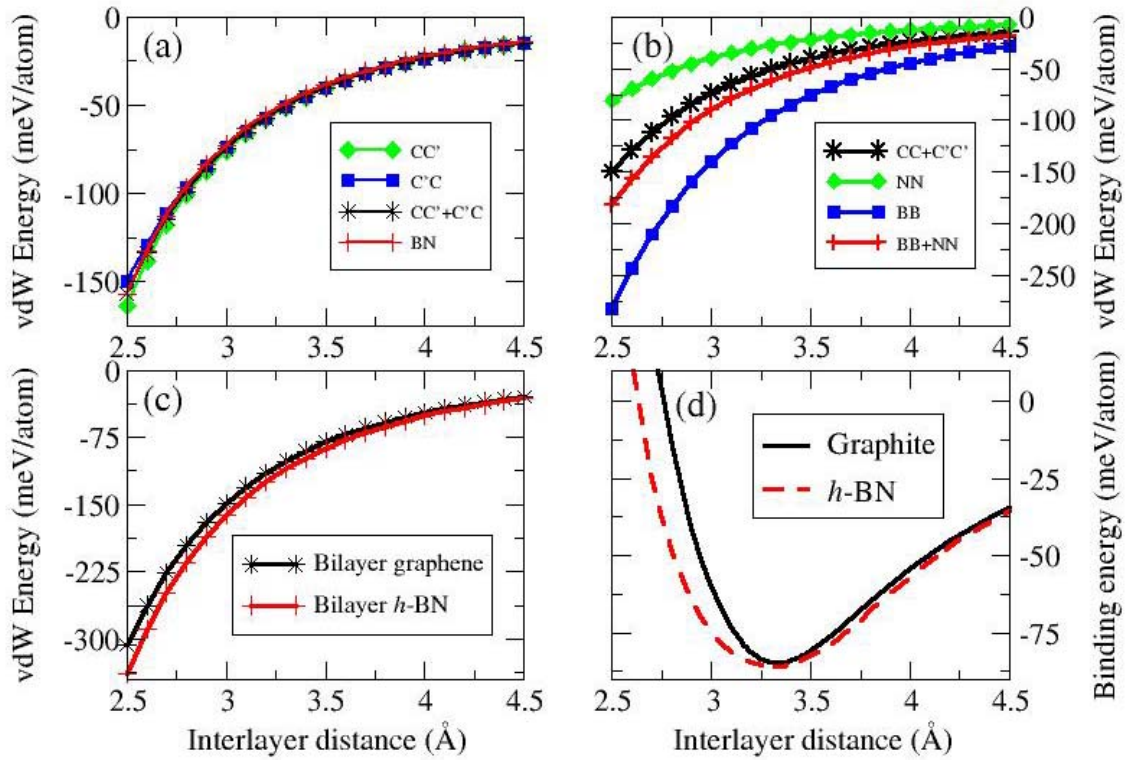 (a)
0
-50
-100
-150
vdW Energy (meV/atom)
CC'
C'C
CC'+C'C
BN
2.5 3 3.5 4 4.5
(b)
0
-50
-100
-150
-200
-250
vdW Energy (meV/atom)
CC+C'C'
NN
BB
BB+NN
2.5 3 3.5 4 4.5
(c)
0
-75
-150
-225
-300
vdW Energy (meV/atom)
Bilayer graphene
Bilayer h-BN
2.5 3 3.5 4 4.5
Interlayer distance (Å)
(d)
0
-25
-50
-75
Binding energy (meV/atom)
Graphite
h-BN
2.5 3 3.5 4 4.5
Interlayer distance (Å)